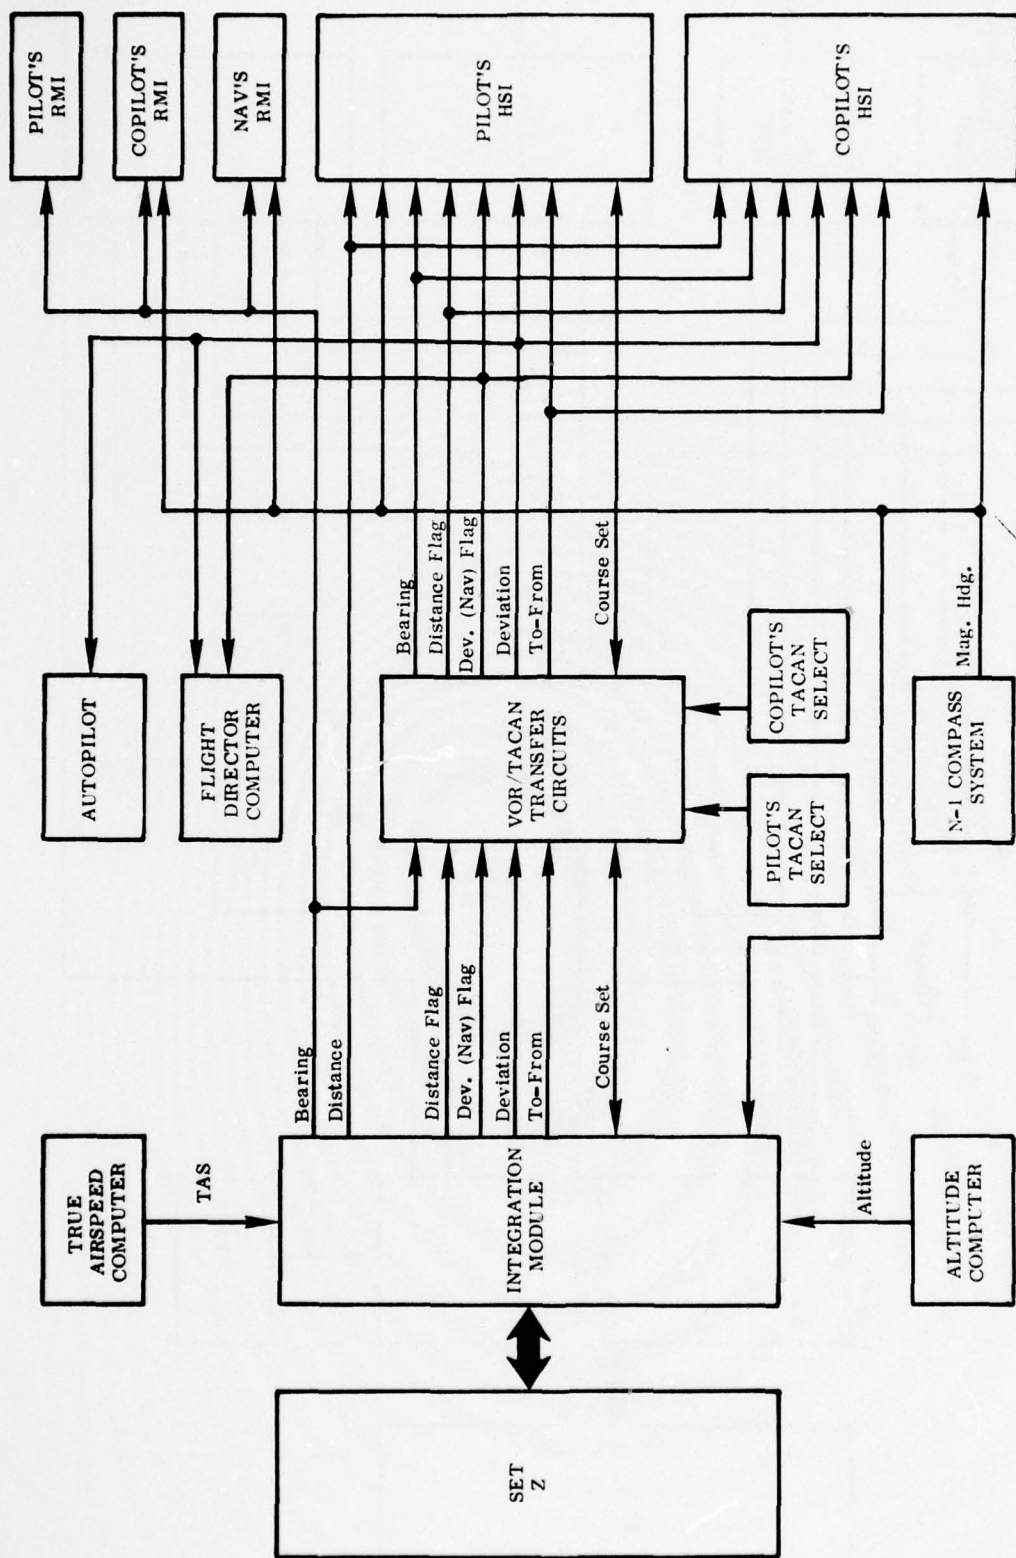 SET
Z
TRUE
AIRSPEED
COMPUTER
TAS
INTEGRATION
MODULE
Altitude
ALTITUDE
COMPUTER
Bearing
Distance
Distance Flag
Dev. (Nav) Flag
Deviation
To-From
Course Set
AUTOPILOT
FLIGHT
DIRECTOR
COMPUTER
VOR/TACAN
TRANSFER
CIRCUITS
PILOT'S
TACAN
SELECT
COPILOT'S
TACAN
SELECT
N-1 COMPASS
SYSTEM
Bearing
Distance Flag
Dev. (Nav) Flag
Deviation
To-From
Course Set
Mag. Hdg.
PILOT'S
RMI
COPILOT'S
RMI
NAV'S
RMI
PILOT'S
HSI
COPILOT'S
HSI